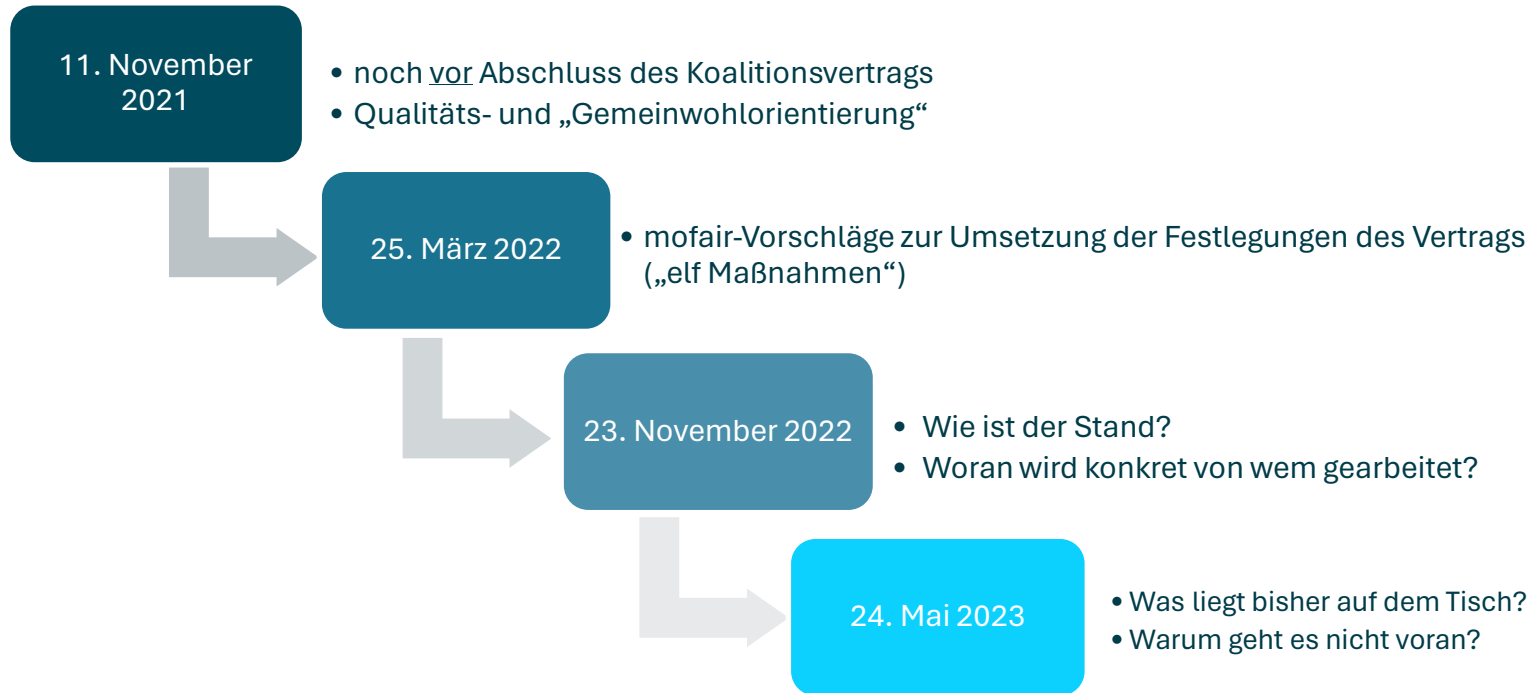 11. November
2021
• noch vor Abschluss des Koalitionsvertrags
• Qualitäts- und „Gemeinwohlorientierung“
25. März 2022
• mofair-Vorschläge zur Umsetzung der Festlegungen des Vertrags
(„elf Maßnahmen“)
23. November 2022
• Wie ist der Stand?
• Woran wird konkret von wem gearbeitet?
24. Mai 2023
• Was liegt bisher auf dem Tisch?
• Warum geht es nicht voran?